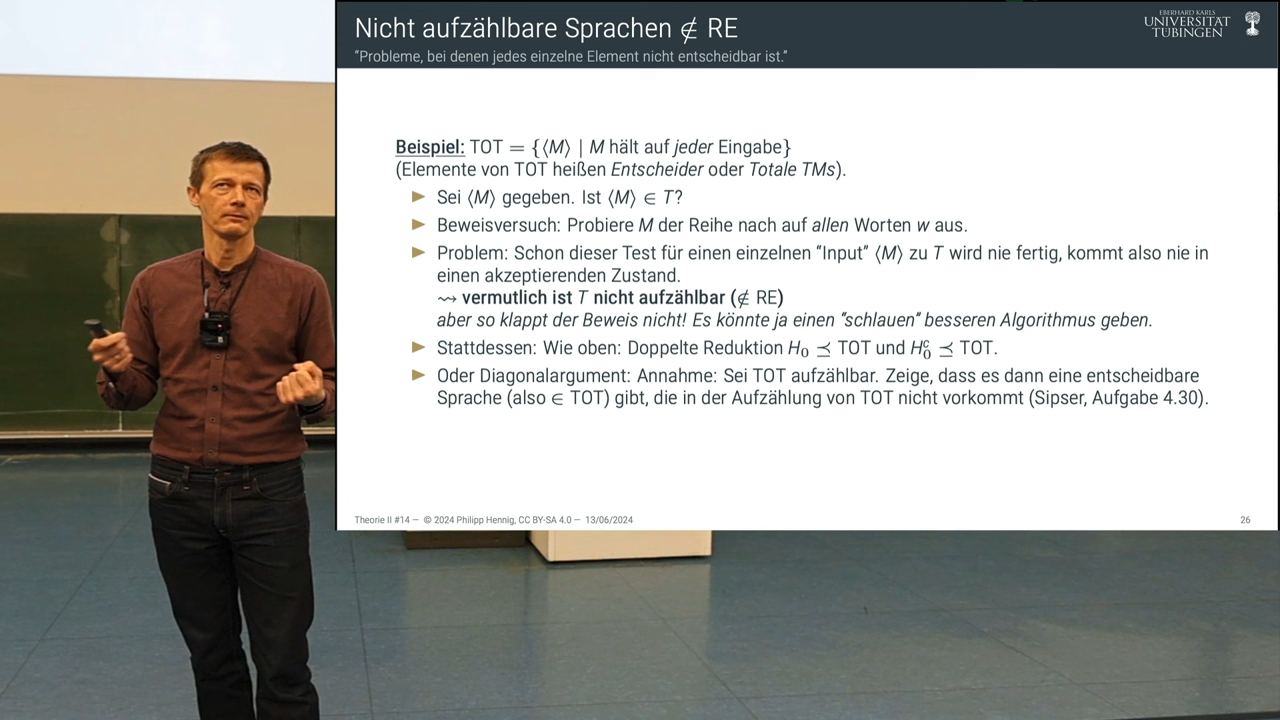 Nicht aufzählbare Sprachen ∉ RE
"Probleme, bei denen jedes einzelne Element nicht entscheidbar ist."
EBERHARD KARLS
UNIVERSITÄT
TÜBINGEN
Beispiel: TOT = {⟨M⟩ | M hält auf jeder Eingabe}
(Elemente von TOT heißen Entscheider oder Totale TMs).
► Sei ⟨M⟩ gegeben. Ist ⟨M⟩ ∈ T?
► Beweisversuch: Probiere M der Reihe nach auf allen Worten w aus.
► Problem: Schon dieser Test für einen einzelnen "Input" ⟨M⟩ zu T wird nie fertig, kommt also nie in
einen akzeptierenden Zustand.
⇝ vermutlich ist T nicht aufzählbar (∉ RE)
aber so klappt der Beweis nicht! Es könnte ja einen "schlauen" besseren Algorithmus geben.
► Stattdessen: Wie oben: Doppelte Reduktion H₀ ⪯ TOT und H₀ᶜ ⪯ TOT.
► Oder Diagonalargument: Annahme: Sei TOT aufzählbar. Zeige, dass es dann eine entscheidbare
Sprache (also ∈ TOT) gibt, die in der Aufzählung von TOT nicht vorkommt (Sipser, Aufgabe 4.30).
Theorie II #14 — © 2024 Philipp Hennig, CC BY-SA 4.0 — 13/06/2024
26